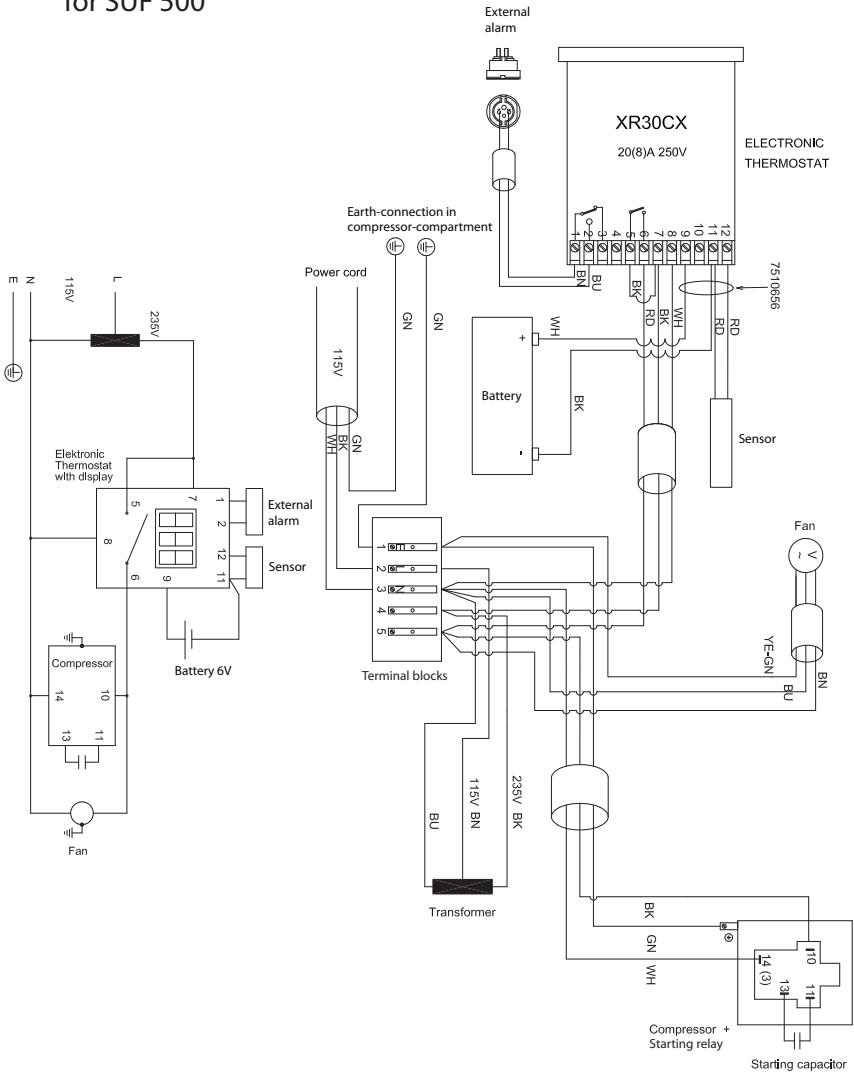 for SUF 500
External
alarm
XR30CX
20(8)A 250V
ELECTRONIC
THERMOSTAT
1 2 3 4 5 6 7 8 9 10 11 12
BN
BU
BK
RD
BK
WH
RD
RD
7510656
Earth-connection in
compressor-compartment
Power cord
115V
GN
GN
WH
BK
GN
WH
BK
+
Battery
-
Sensor
E
N
115V
L
235V
Elektronic
Thermostat
with display
5
7
8
6
9
1
2
12
11
External
alarm
Sensor
Battery 6V
Compressor
14
10
13
11
Fan
1 E
2 L
3 N
4
5
Terminal blocks
Fan
V
~
YE-GN
BU
BN
BU
115V BN
235V BK
Transformer
BK
GN
WH
10
14 (3)
13
11
Compressor +
Starting relay
Starting capacitor